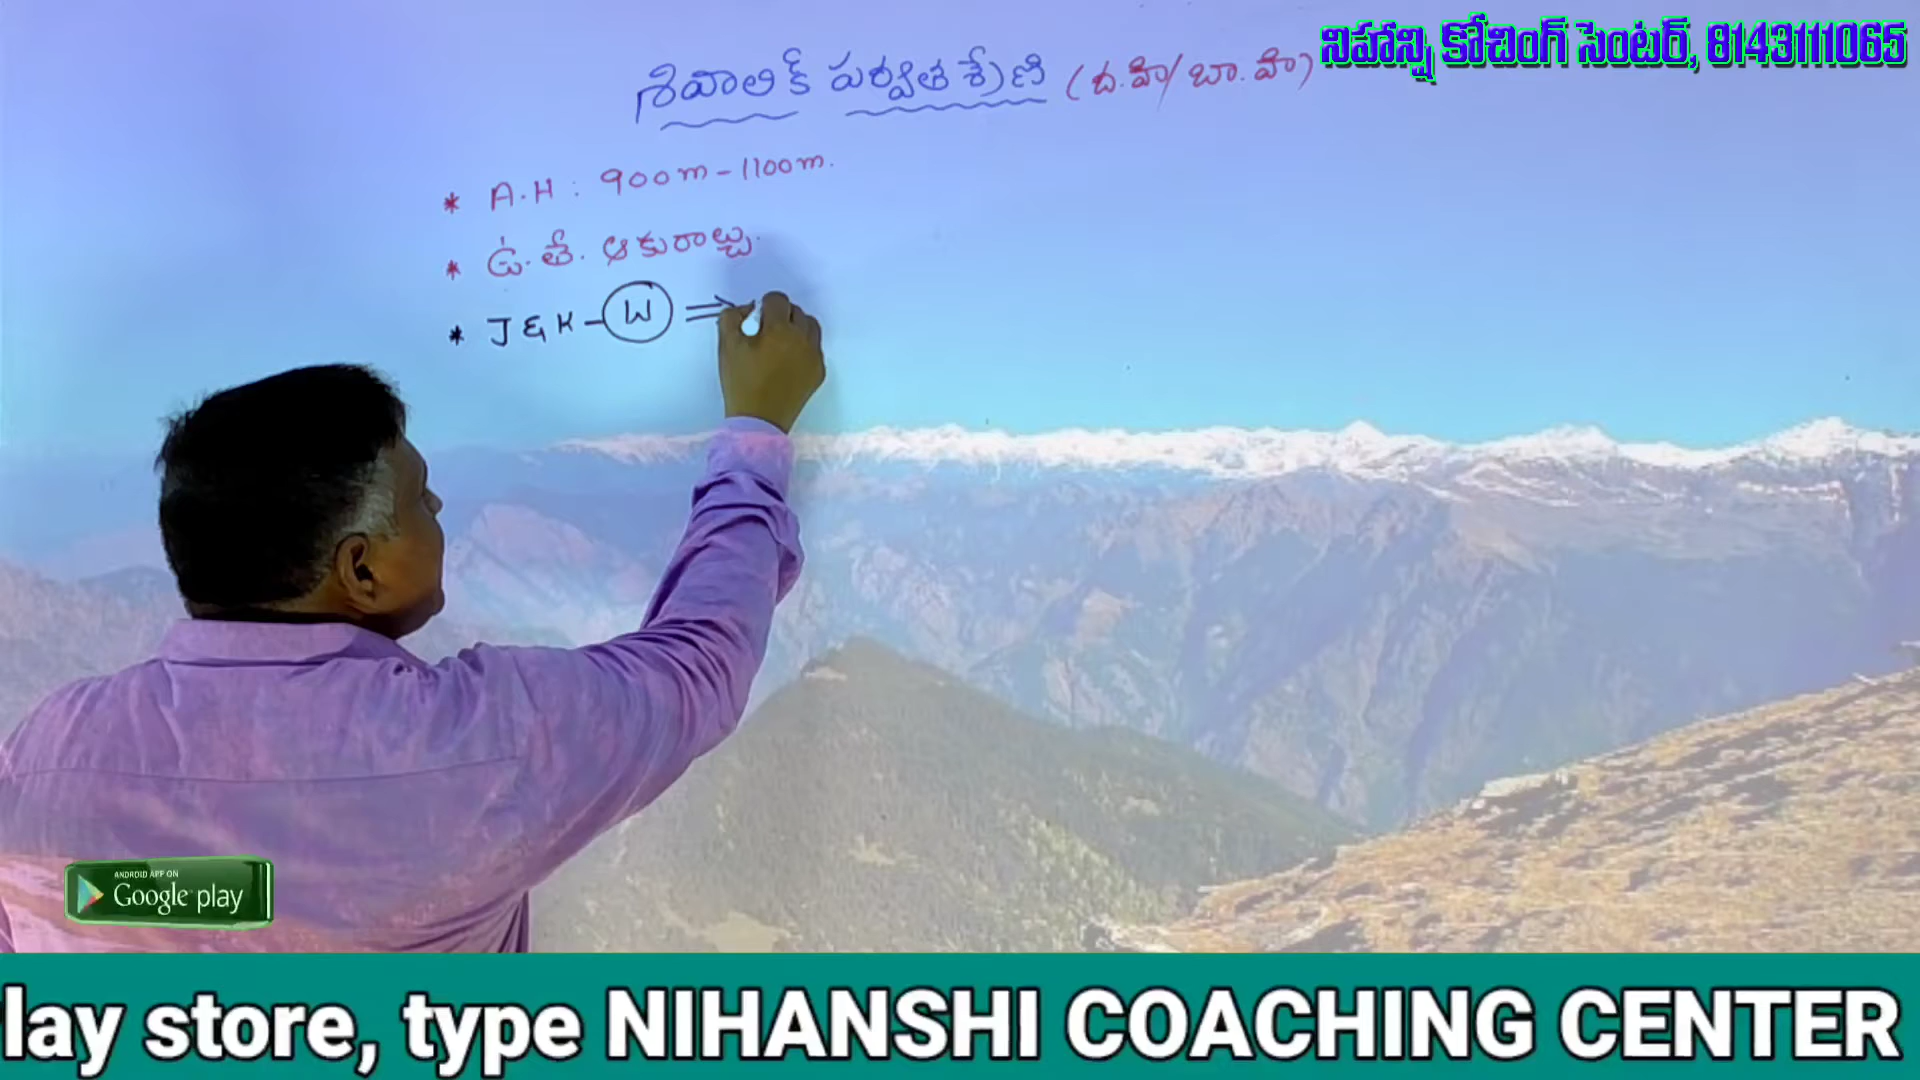 నిహాన్షి కోచింగ్ సెంటర్, 8143111065
శివాలిక్ పర్వత శ్రేణి (ద.హి/బా.హి)
* A.H : 900m - 1100m.
* ఉ. తే. ఆకురాల్చు.
* J & K - W ⇒
ANDROID APP ON
Google play
lay store, type NIHANSHI COACHING CENTER